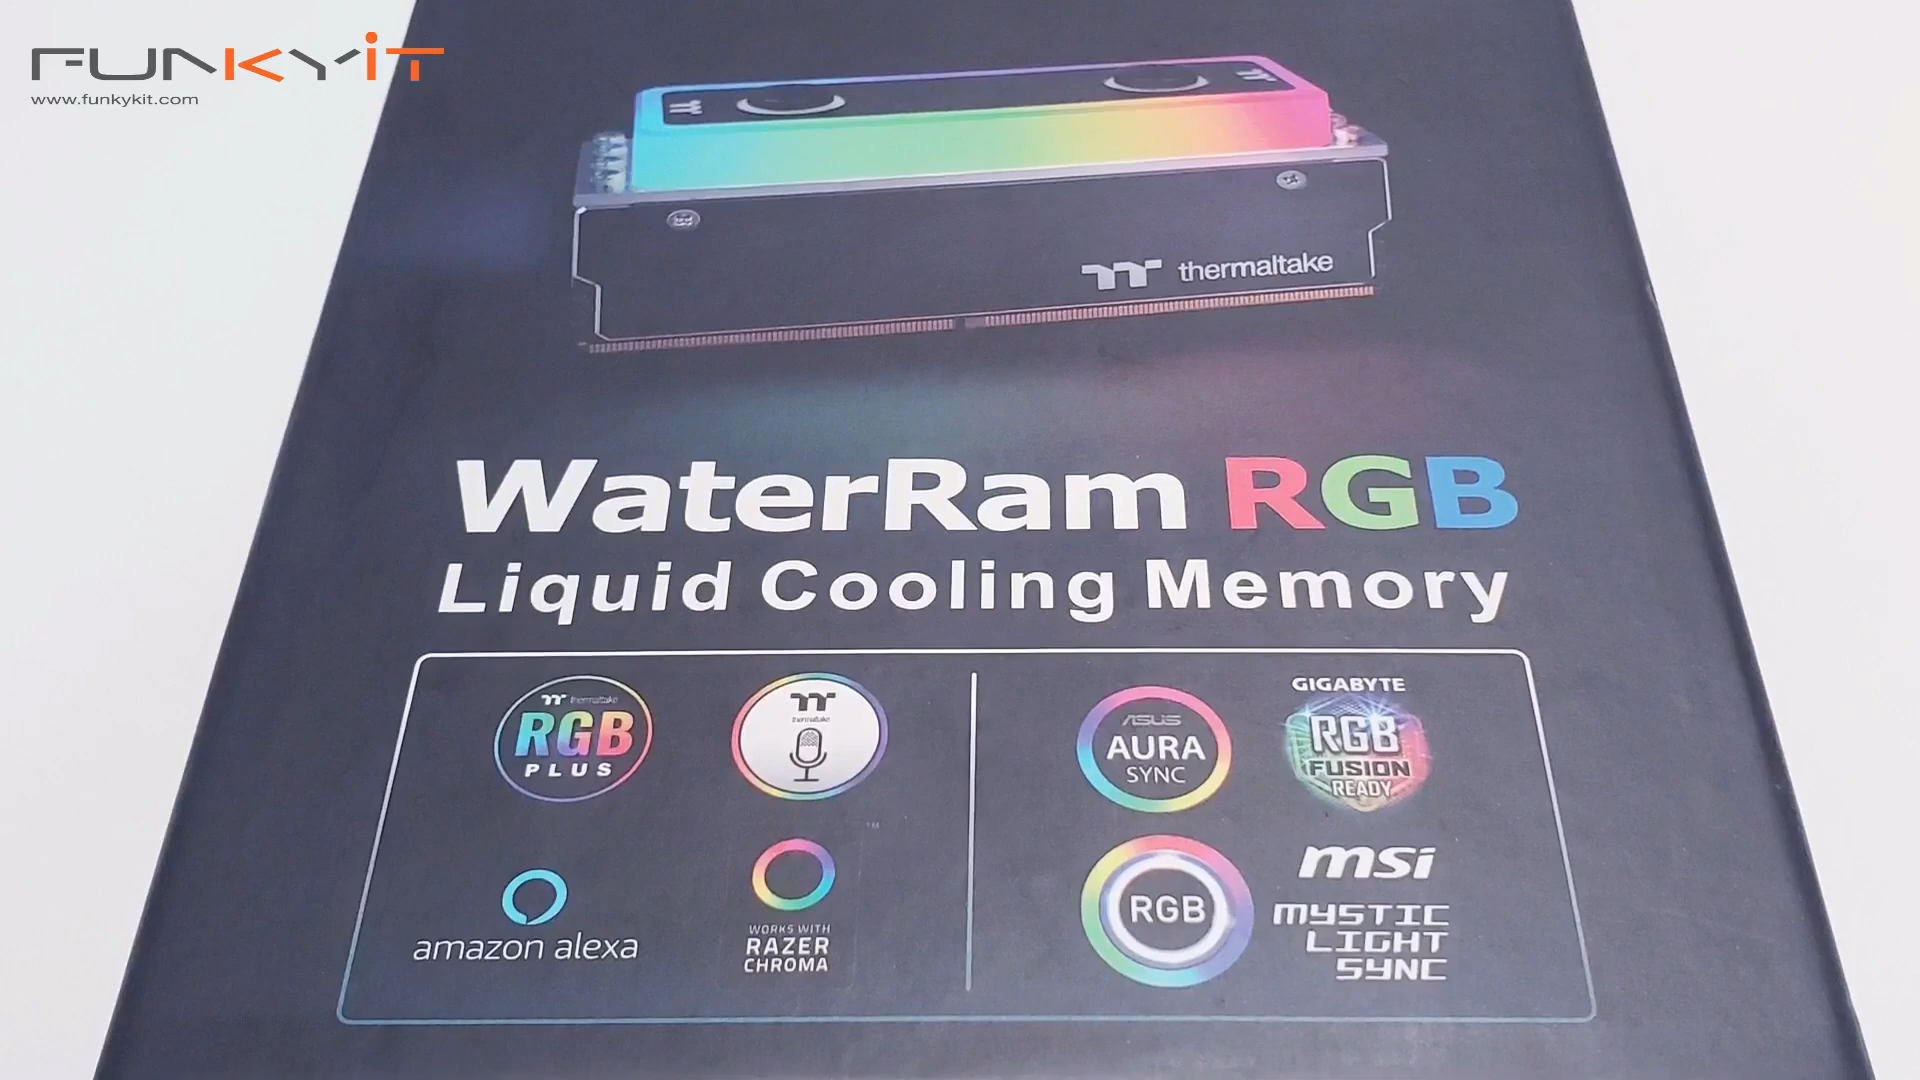 FUNKYIT
www.funkykit.com
thermaltake
WaterRam RGB
Liquid Cooling Memory
thermaltake
RGB
PLUS
thermaltake
ASUS
AURA
SYNC
GIGABYTE
RGB
FUSION
READY
amazon alexa
TM
WORKS WITH
RAZER
CHROMA
RGB
msi
MYSTIC
LIGHT
SYNC